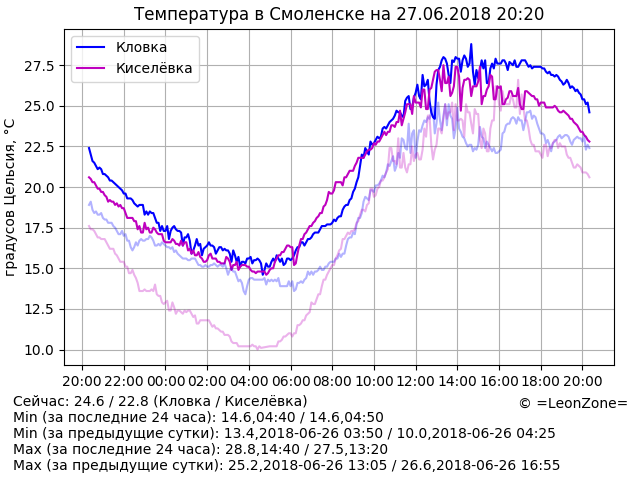 Температура в Смоленске на 27.06.2018 20:20
Кловка
Киселёвка
градусов Цельсия, °C
27.5
25.0
22.5
20.0
17.5
15.0
12.5
10.0
20:00 22:00 00:00 02:00 04:00 06:00 08:00 10:00 12:00 14:00 16:00 18:00 20:00
Сейчас: 24.6 / 22.8 (Кловка / Киселёвка)
© =LeonZone=
Min (за последние 24 часа): 14.6,04:40 / 14.6,04:50
Min (за предыдущие сутки): 13.4,2018-06-26 03:50 / 10.0,2018-06-26 04:25
Max (за последние 24 часа): 28.8,14:40 / 27.5,13:20
Max (за предыдущие сутки): 25.2,2018-06-26 13:05 / 26.6,2018-06-26 16:55